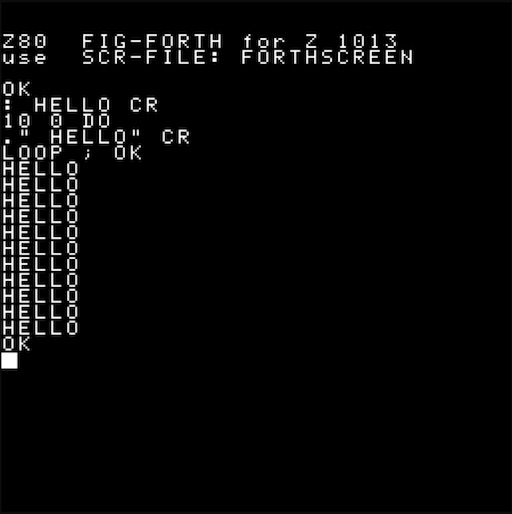 Z80  FIG-FORTH for Z 1013
use  SCR-FILE: FORTHSCREEN
OK
: HELLO CR
10 0 DO
." HELLO" CR
LOOP ; OK
HELLO
HELLO
HELLO
HELLO
HELLO
HELLO
HELLO
HELLO
HELLO
HELLO
HELLO
OK